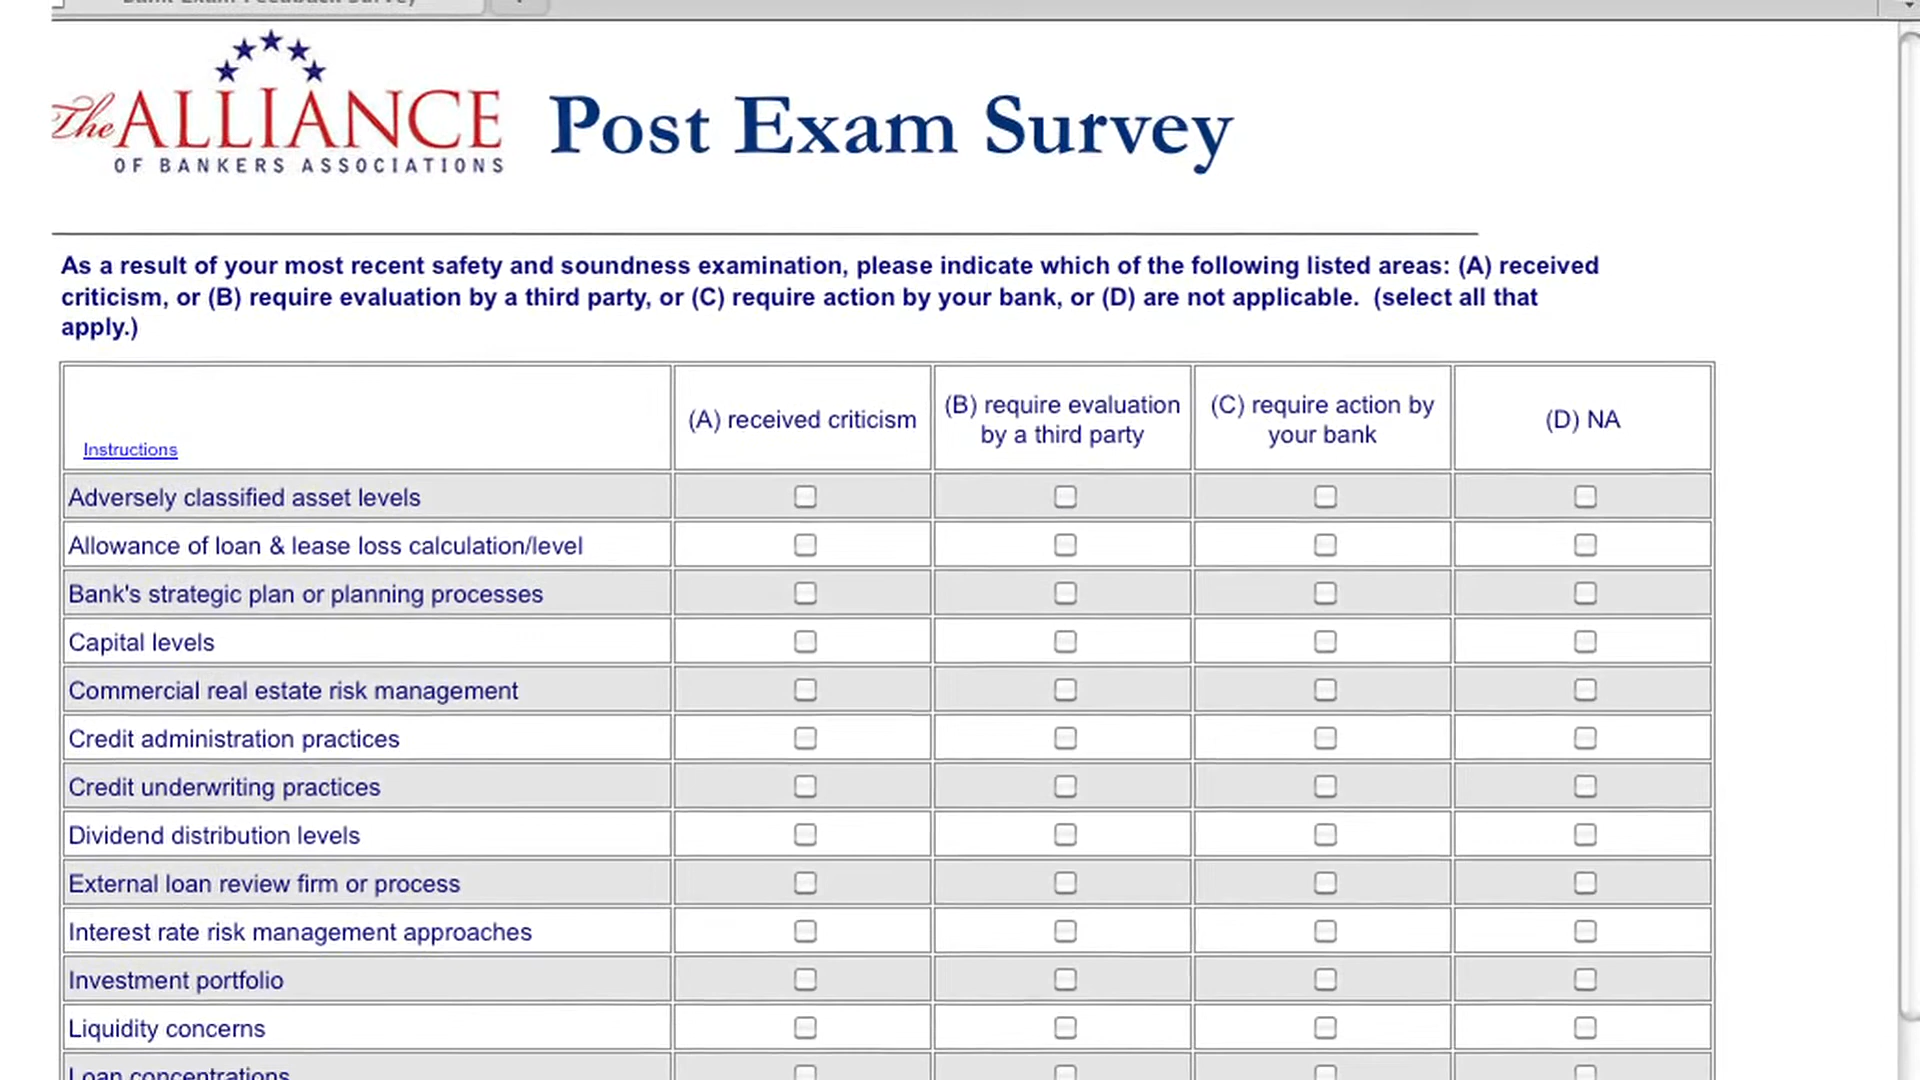 Bank Exam Feedback Survey
The ALLIANCE
OF BANKERS ASSOCIATIONS
Post Exam Survey
As a result of your most recent safety and soundness examination, please indicate which of the following listed areas: (A) received
criticism, or (B) require evaluation by a third party, or (C) require action by your bank, or (D) are not applicable. (select all that
apply.)
Instructions
(A) received criticism
(B) require evaluation
by a third party
(C) require action by
your bank
(D) NA
Adversely classified asset levels
Allowance of loan & lease loss calculation/level
Bank's strategic plan or planning processes
Capital levels
Commercial real estate risk management
Credit administration practices
Credit underwriting practices
Dividend distribution levels
External loan review firm or process
Interest rate risk management approaches
Investment portfolio
Liquidity concerns
Loan concentrations